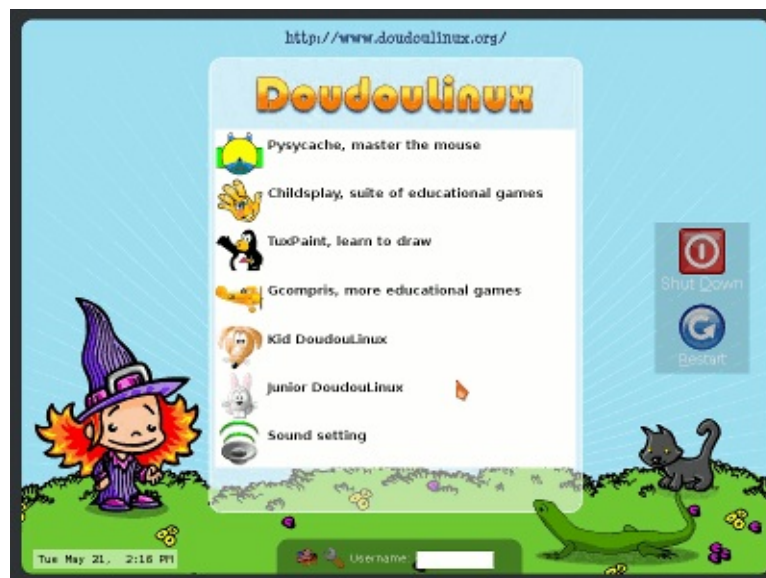 http://www.doudoulinux.org/
DoudouLinux
Pysycache, master the mouse
Childsplay, suite of educational games
TuxPaint, learn to draw
Gcompris, more educational games
Kid DoudouLinux
Junior DoudouLinux
Sound setting
Shut Down
Restart
Tue May 21, 2:16 PM
Username: